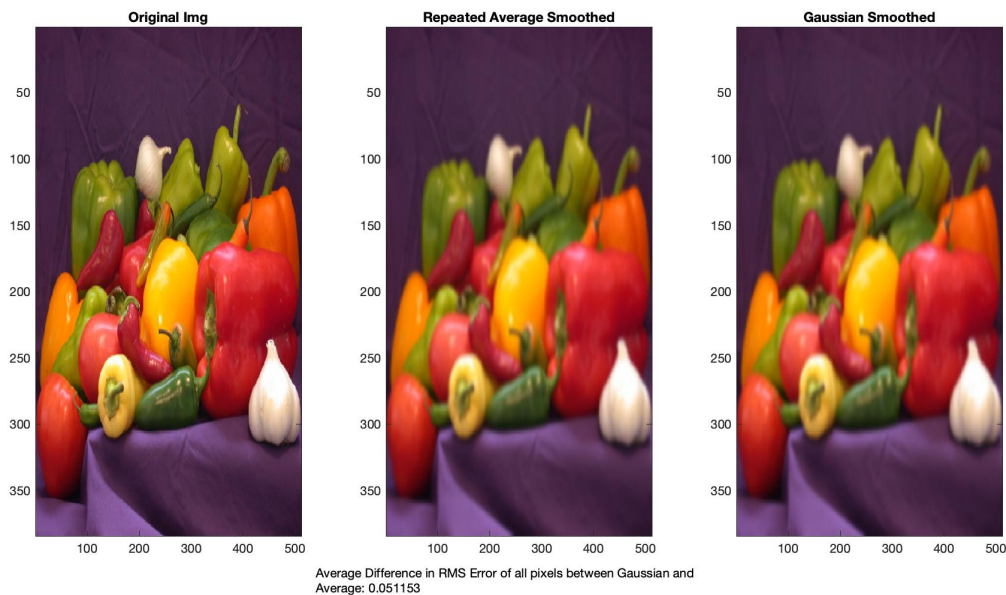 Original Img
Repeated Average Smoothed
Gaussian Smoothed
50
50
50
100
100
100
150
150
150
200
200
200
250
250
250
300
300
300
350
350
350
100 200 300 400 500
100 200 300 400 500
100 200 300 400 500
Average Difference in RMS Error of all pixels between Gaussian and
Average: 0.051153